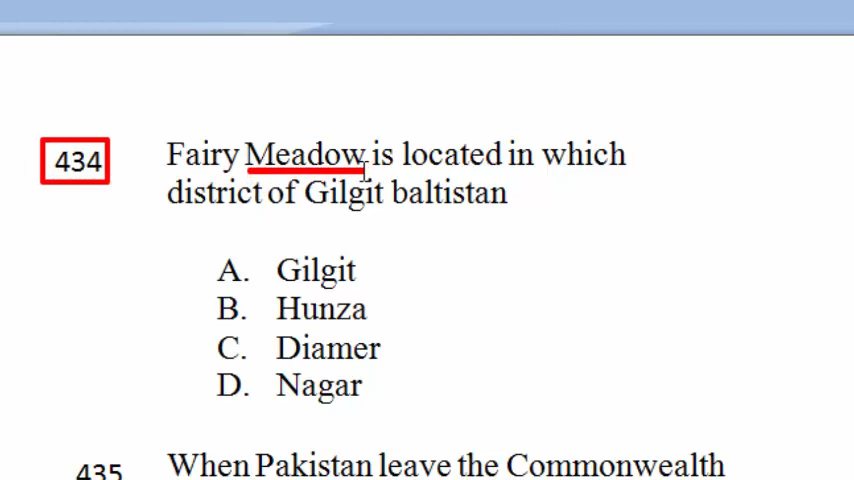 434 Fairy Meadow is located in which
district of Gilgit baltistan
A. Gilgit
B. Hunza
C. Diamer
D. Nagar
435 When Pakistan leave the Commonwealth